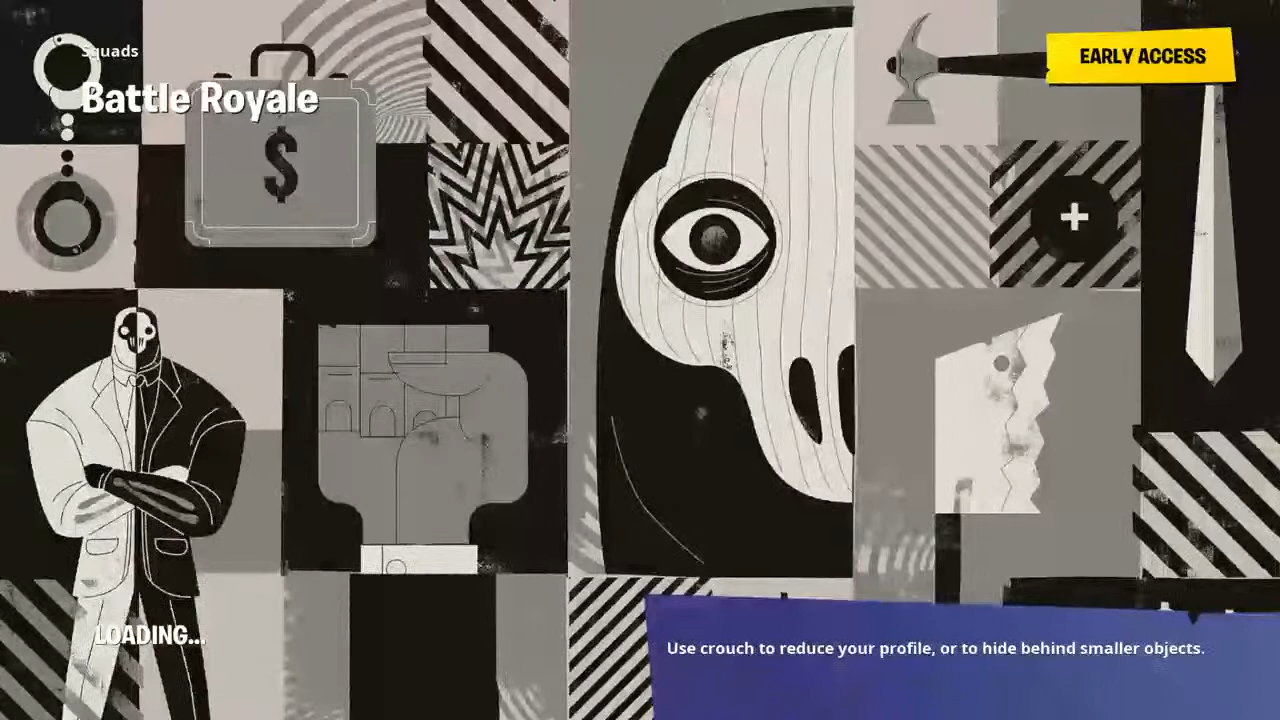 Squads
Battle Royale
EARLY ACCESS
$
+
LOADING...
Use crouch to reduce your profile, or to hide behind smaller objects.